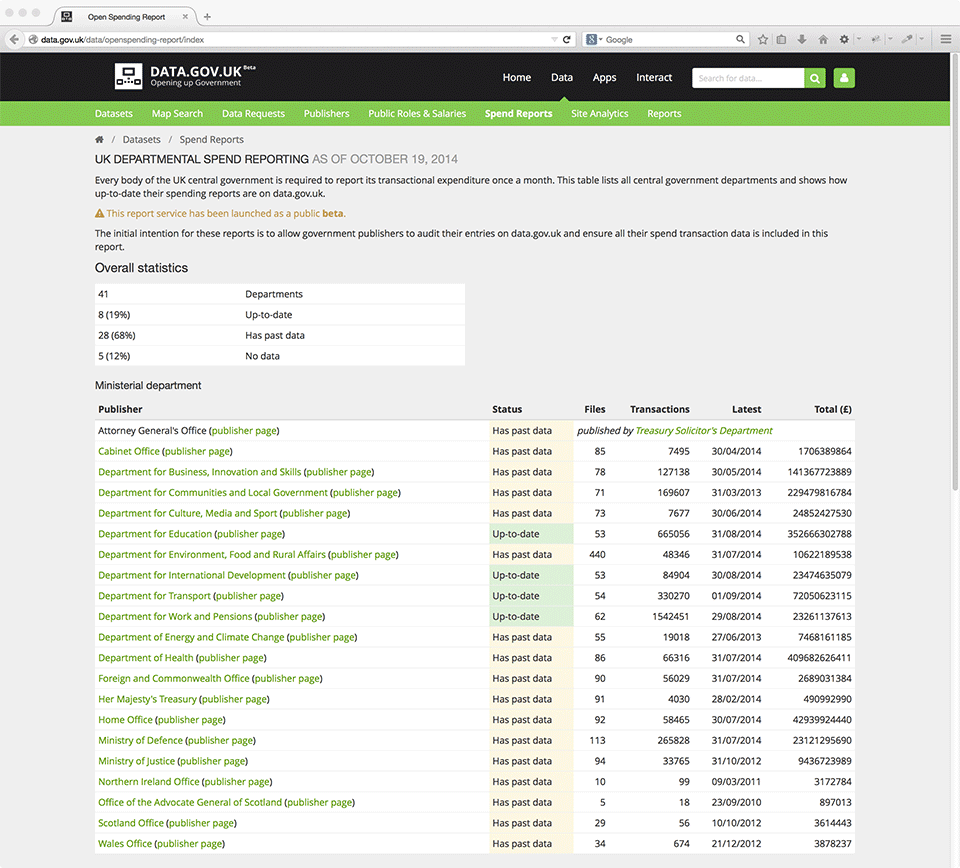 Open Spending Report
data.gov.uk/data/openspending-report/index
Google
DATA.GOV.UK Beta
Opening up Government
Home Data Apps Interact
Search for data...
Datasets Map Search Data Requests Publishers Public Roles & Salaries Spend Reports Site Analytics Reports
/ Datasets / Spend Reports
UK DEPARTMENTAL SPEND REPORTING AS OF OCTOBER 19, 2014
Every body of the UK central government is required to report its transactional expenditure once a month. This table lists all central government departments and shows how
up-to-date their spending reports are on data.gov.uk.
This report service has been launched as a public beta.
The initial intention for these reports is to allow government publishers to audit their entries on data.gov.uk and ensure all their spend transaction data is included in this
report.
Overall statistics
41 Departments
8 (19%) Up-to-date
28 (68%) Has past data
5 (12%) No data
Ministerial department
Publisher Status Files Transactions Latest Total (£)
Attorney General's Office (publisher page) Has past data published by Treasury Solicitor's Department
Cabinet Office (publisher page) Has past data 85 7495 30/04/2014 1706389864
Department for Business, Innovation and Skills (publisher page) Has past data 78 127138 30/05/2014 141367723889
Department for Communities and Local Government (publisher page) Has past data 71 169607 31/03/2013 229479816784
Department for Culture, Media and Sport (publisher page) Has past data 73 7677 30/06/2014 24852427530
Department for Education (publisher page) Up-to-date 53 665056 31/08/2014 352666302788
Department for Environment, Food and Rural Affairs (publisher page) Has past data 440 48346 31/07/2014 10622189538
Department for International Development (publisher page) Up-to-date 53 84904 30/08/2014 23474635079
Department for Transport (publisher page) Up-to-date 54 330270 01/09/2014 72050623115
Department for Work and Pensions (publisher page) Up-to-date 62 1542451 29/08/2014 23261137613
Department of Energy and Climate Change (publisher page) Has past data 55 19018 27/06/2013 7468161185
Department of Health (publisher page) Has past data 86 66316 31/07/2014 409682626411
Foreign and Commonwealth Office (publisher page) Has past data 90 56029 31/07/2014 2689031384
Her Majesty's Treasury (publisher page) Has past data 91 4030 28/02/2014 490992990
Home Office (publisher page) Has past data 92 58465 30/07/2014 42939924440
Ministry of Defence (publisher page) Has past data 113 265828 31/07/2014 23121295690
Ministry of Justice (publisher page) Has past data 94 33765 31/10/2012 9436723989
Northern Ireland Office (publisher page) Has past data 10 99 09/03/2011 3172784
Office of the Advocate General of Scotland (publisher page) Has past data 5 18 23/09/2010 897013
Scotland Office (publisher page) Has past data 29 56 10/10/2012 3614443
Wales Office (publisher page) Has past data 34 674 21/12/2012 3878237